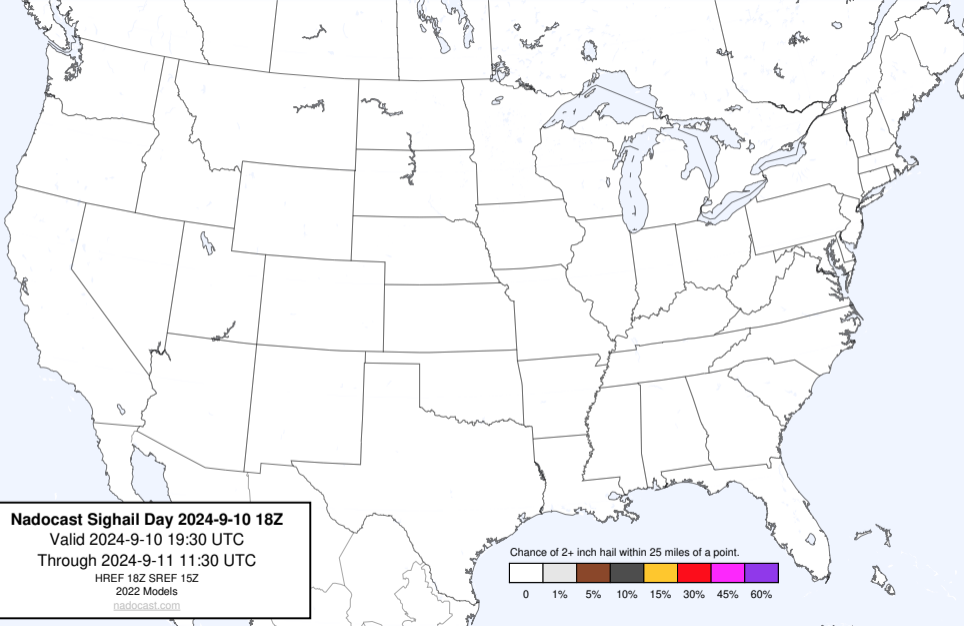 Nadocast Sighail Day 2024-9-10 18Z
Valid 2024-9-10 19:30 UTC
Through 2024-9-11 11:30 UTC
HREF 18Z SREF 15Z
2022 Models
nadocast.com
Chance of 2+ inch hail within 25 miles of a point.
0 1% 5% 10% 15% 30% 45% 60%